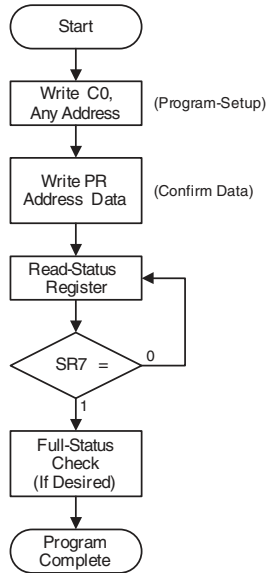 Start
Write C0,
Any Address
(Program-Setup)
Write PR
Address Data
(Confirm Data)
Read-Status
Register
SR7 =
0
1
Full-Status
Check
(If Desired)
Program
Complete